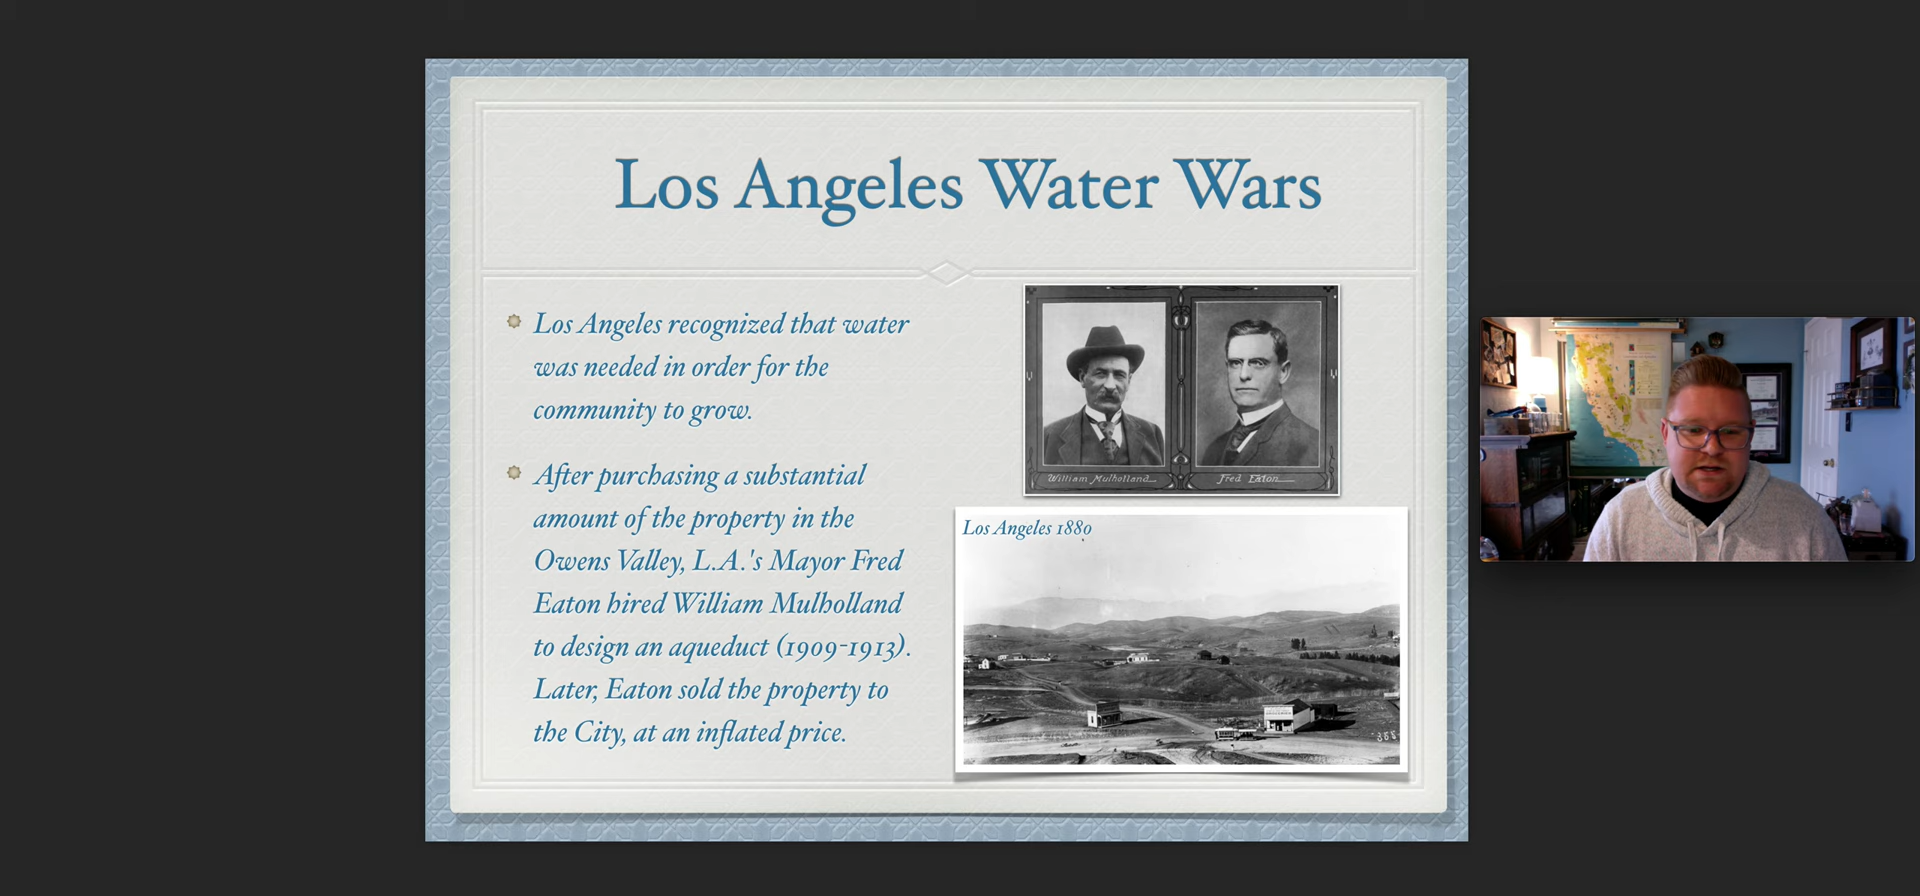 Los Angeles Water Wars
Los Angeles recognized that water
was needed in order for the
community to grow.
After purchasing a substantial
amount of the property in the
Owens Valley, L.A.'s Mayor Fred
Eaton hired William Mulholland
to design an aqueduct (1909-1913).
Later, Eaton sold the property to
the City, at an inflated price.
William Mulholland
Fred Eaton
Los Angeles 1880